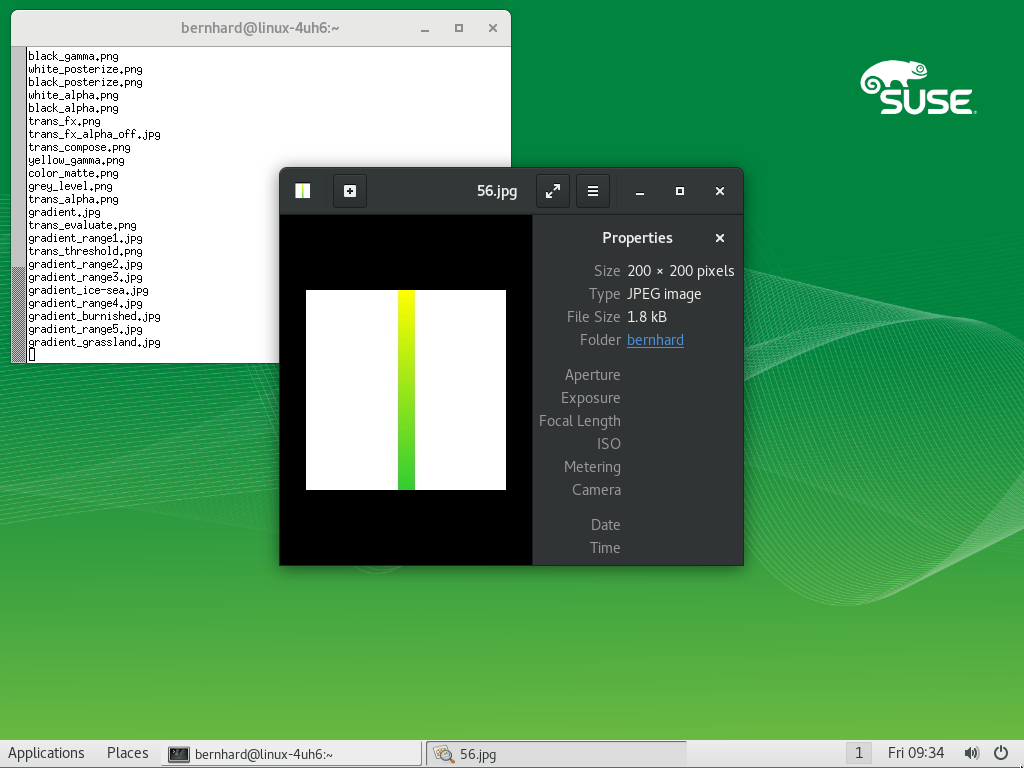 bernhard@linux-4uh6:~
black_gamma.png
white_posterize.png
black_posterize.png
white_alpha.png
black_alpha.png
trans_fx.png
trans_fx_alpha_off.jpg
trans_compose.png
yellow_gamma.png
color_matte.png
grey_level.png
trans_alpha.png
gradient.jpg
trans_evaluate.png
gradient_range1.jpg
trans_threshold.png
gradient_range2.jpg
gradient_range3.jpg
gradient_ice-sea.jpg
gradient_range4.jpg
gradient_burnished.jpg
gradient_range5.jpg
gradient_grassland.jpg
SUSE
56.jpg
Properties
Size 200 × 200 pixels
Type JPEG image
File Size 1.8 kB
Folder bernhard
Aperture
Exposure
Focal Length
ISO
Metering
Camera
Date
Time
Applications Places bernhard@linux-4uh6:~ 56.jpg 1 Fri 09:34